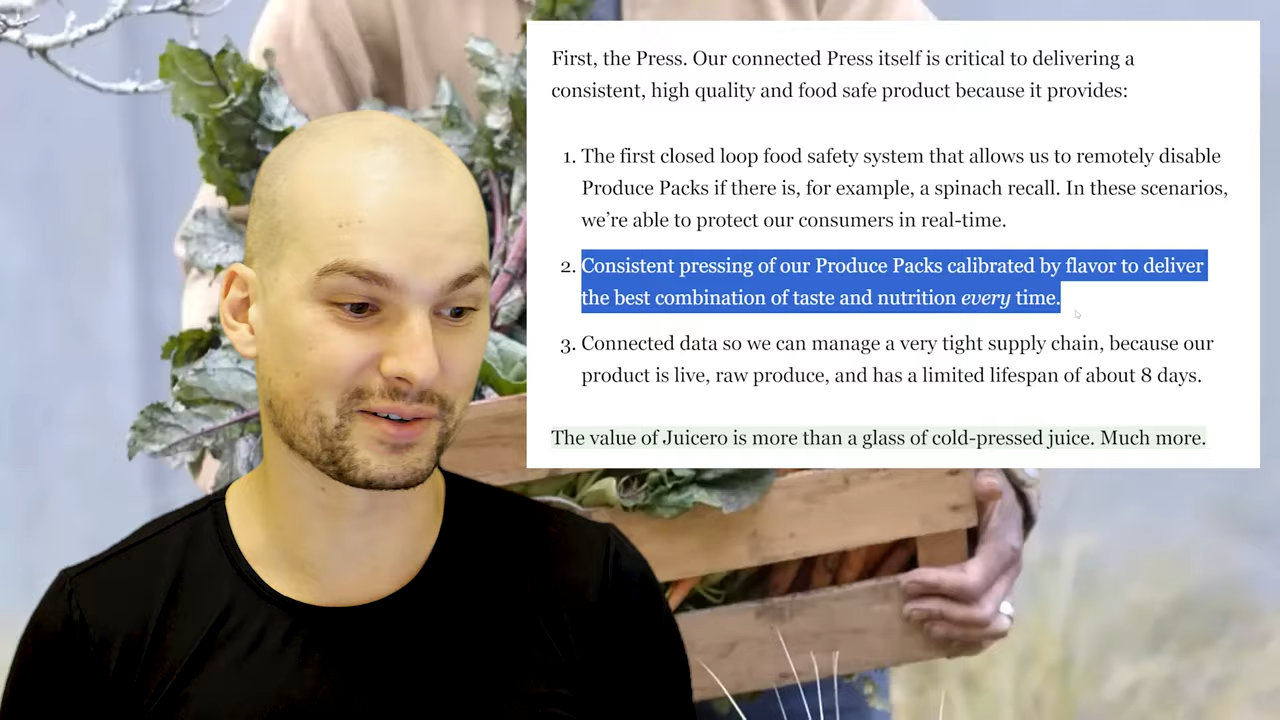 First, the Press. Our connected Press itself is critical to delivering a
consistent, high quality and food safe product because it provides:
1. The first closed loop food safety system that allows us to remotely disable
Produce Packs if there is, for example, a spinach recall. In these scenarios,
we’re able to protect our consumers in real-time.
2. Consistent pressing of our Produce Packs calibrated by flavor to deliver
the best combination of taste and nutrition every time.
3. Connected data so we can manage a very tight supply chain, because our
product is live, raw produce, and has a limited lifespan of about 8 days.
The value of Juicero is more than a glass of cold-pressed juice. Much more.